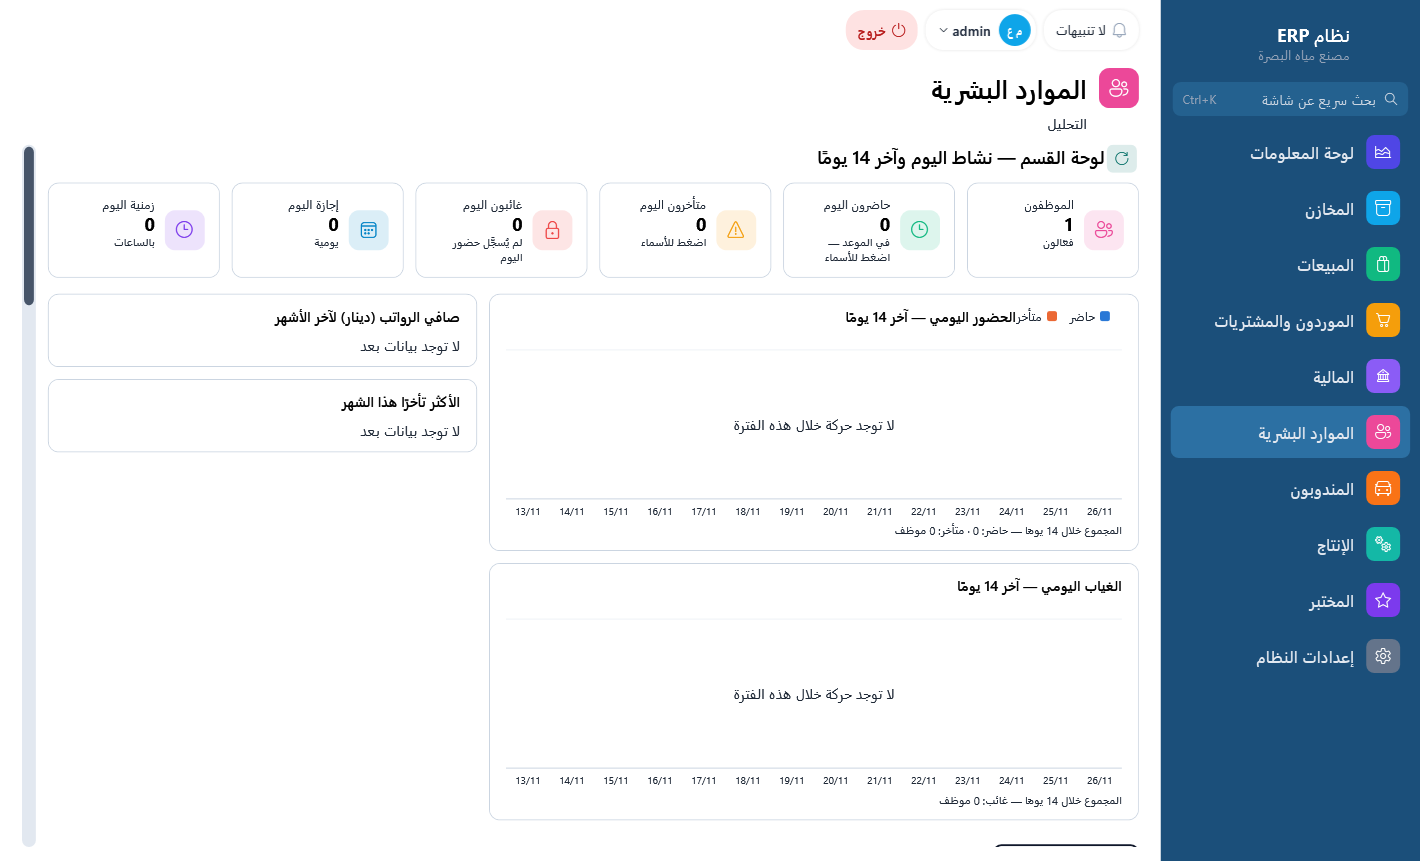 نظام ERP
مصنع مياه البصرة
بحث سريع عن شاشة Ctrl+K
لوحة المعلومات
المخازن
المبيعات
الموردون والمشتريات
المالية
الموارد البشرية
المندوبون
الإنتاج
المختبر
إعدادات النظام
لا تنبيهات
م ع admin
خروج
الموارد البشرية
التحليل
لوحة القسم — نشاط اليوم وآخر 14 يومًا
الموظفون
1
فعّالون
حاضرون اليوم
0
في الموعد —
اضغط للأسماء
متأخرون اليوم
0
اضغط للأسماء
غائبون اليوم
0
لم يُسجَّل حضور
اليوم
إجازة اليوم
0
يومية
زمنية اليوم
0
بالساعات
حاضر متأخر الحضور اليومي — آخر 14 يومًا
لا توجد حركة خلال هذه الفترة
26/11 25/11 24/11 23/11 22/11 21/11 20/11 19/11 18/11 17/11 16/11 15/11 14/11 13/11
المجموع خلال 14 يومًا — حاضر: 0 · متأخر: 0 موظف
الغياب اليومي — آخر 14 يومًا
لا توجد حركة خلال هذه الفترة
26/11 25/11 24/11 23/11 22/11 21/11 20/11 19/11 18/11 17/11 16/11 15/11 14/11 13/11
المجموع خلال 14 يومًا — غائب: 0 موظف
صافي الرواتب (دينار) لآخر الأشهر
لا توجد بيانات بعد
الأكثر تأخرًا هذا الشهر
لا توجد بيانات بعد